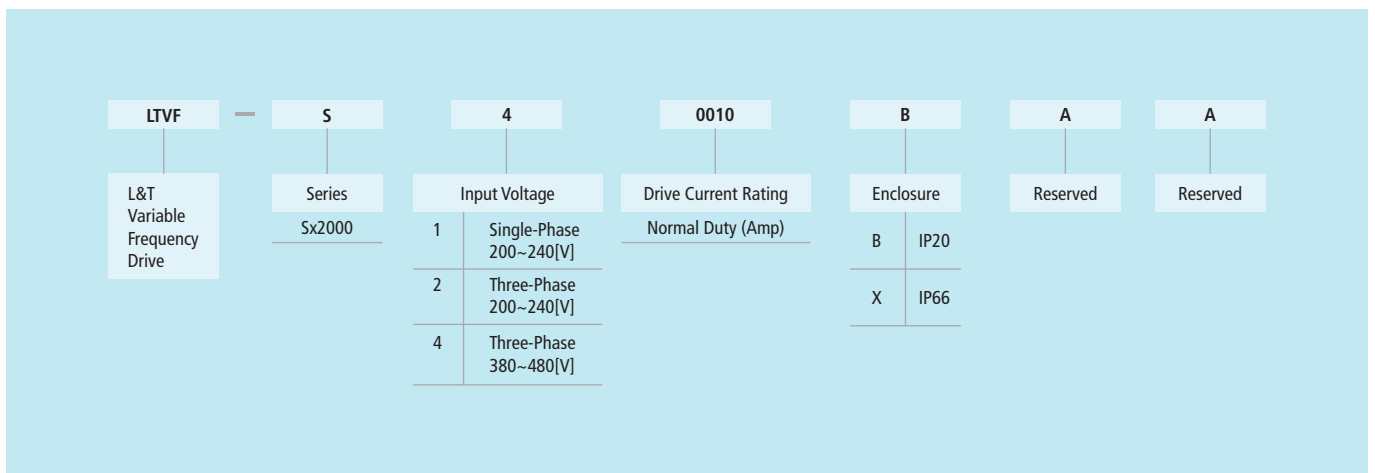 LTVF — S 4 0010 B A A
L&T
Variable
Frequency
Drive
Series
Sx2000
Input Voltage
1 Single-Phase
200~240[V]
2 Three-Phase
200~240[V]
4 Three-Phase
380~480[V]
Drive Current Rating
Normal Duty (Amp)
Enclosure
B IP20
X IP66
Reserved
Reserved